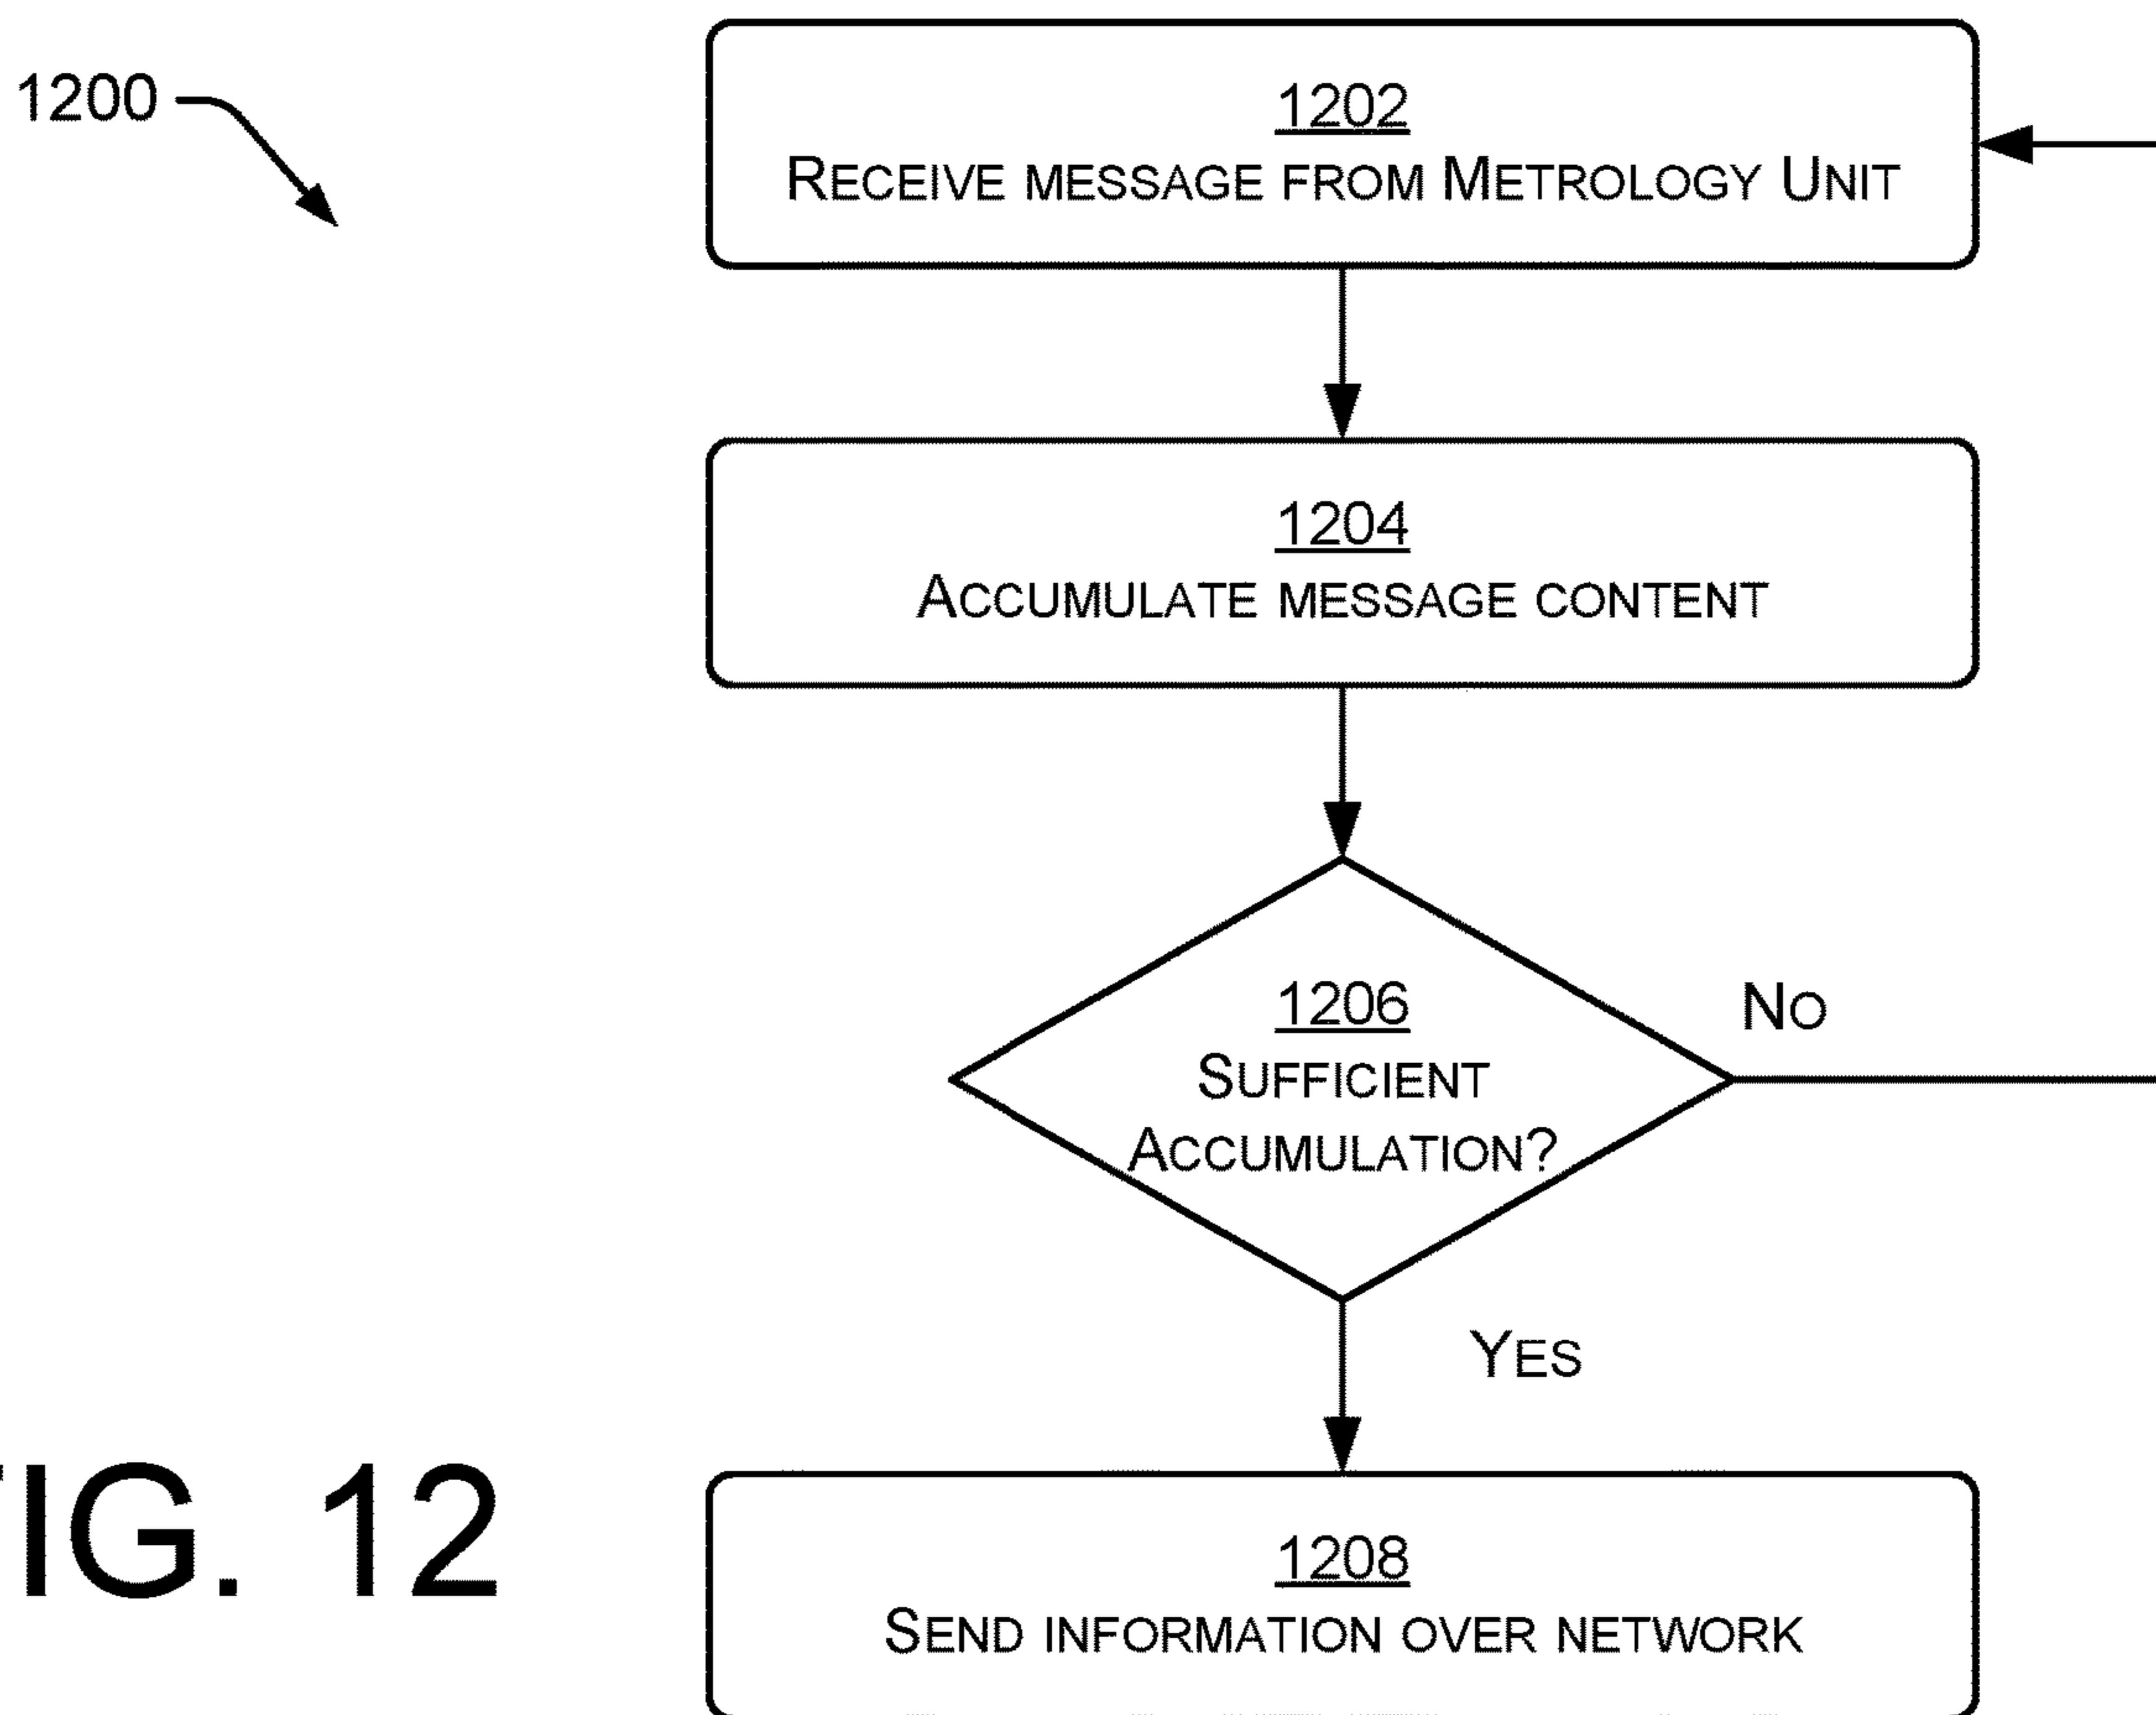 1200
1202
RECEIVE MESSAGE FROM METROLOGY UNIT
1204
ACCUMULATE MESSAGE CONTENT
1206
SUFFICIENT
ACCUMULATION?
NO
YES
1208
SEND INFORMATION OVER NETWORK
IG. 12